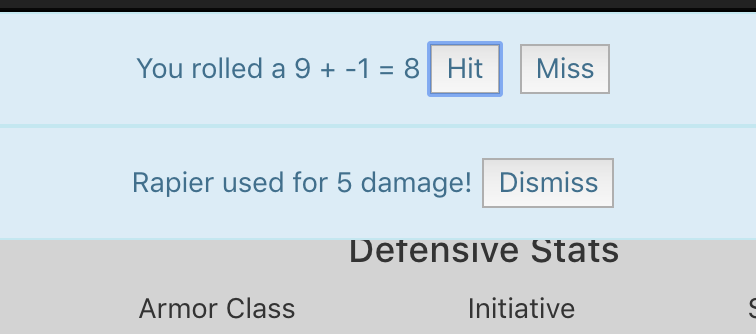 You rolled a 9 + -1 = 8 Hit Miss
Rapier used for 5 damage! Dismiss
Defensive Stats
Armor Class Initiative